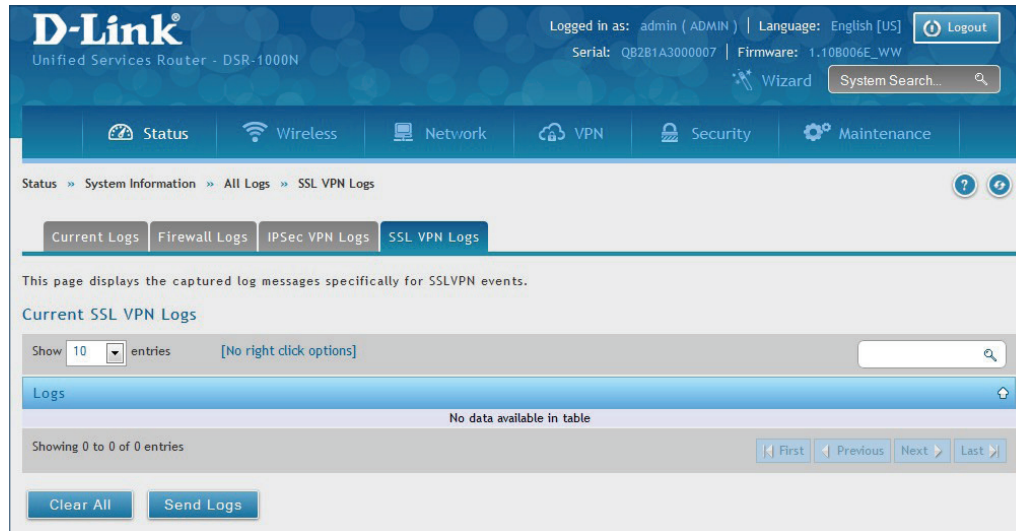 D-Link
Unified Services Router - DSR-1000N
Logged in as: admin ( ADMIN ) | Language: English [US]
Logout
Serial: QB2B1A3000007 | Firmware: 1.10B006E_WW
Wizard
System Search...
Status
Wireless
Network
VPN
Security
Maintenance
Status » System Information » All Logs » SSL VPN Logs
Current Logs
Firewall Logs
IPSec VPN Logs
SSL VPN Logs
This page displays the captured log messages specifically for SSLVPN events.
Current SSL VPN Logs
Show 10 entries
[No right click options]
Logs
No data available in table
Showing 0 to 0 of 0 entries
First
Previous
Next
Last
Clear All
Send Logs